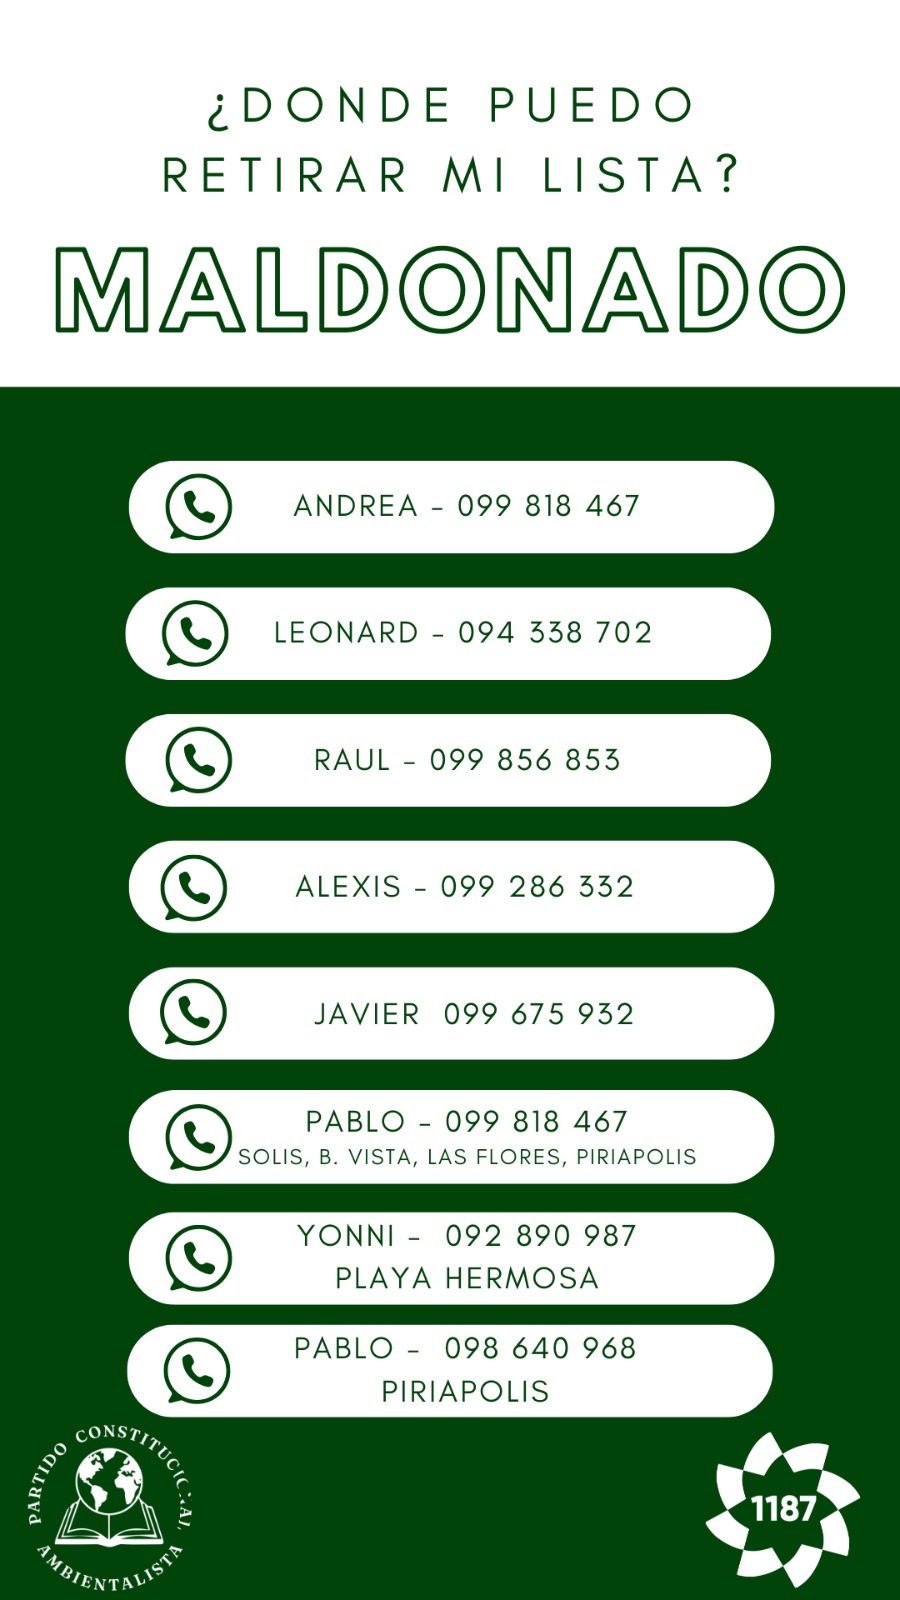 ¿DONDE PUEDO
RETIRAR MI LISTA?
MALDONADO
ANDREA - 099 818 467
LEONARD - 094 338 702
RAUL - 099 856 853
ALEXIS - 099 286 332
JAVIER 099 675 932
PABLO - 099 818 467
SOLIS, B. VISTA, LAS FLORES, PIRIAPOLIS
YONNI - 092 890 987
PLAYA HERMOSA
PABLO - 098 640 968
PIRIAPOLIS
PARTIDO CONSTITUCIONAL
AMBIENTALISTA
1187